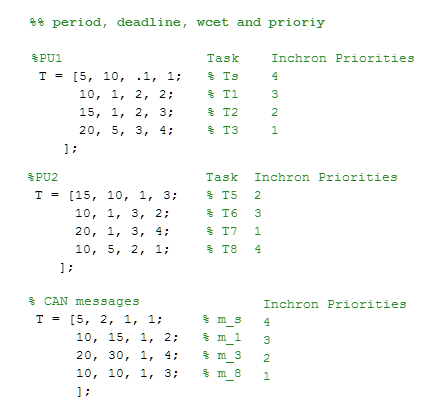 %% period, deadline, wcet and prioriy
%PU1 Task Inchron Priorities
T = [5, 10, .1, 1; % Ts 4
10, 1, 2, 2; % T1 3
15, 1, 2, 3; % T2 2
20, 5, 3, 4; % T3 1
];
%PU2 Task Inchron Priorities
T = [15, 10, 1, 3; % T5 2
10, 1, 3, 2; % T6 3
20, 1, 3, 4; % T7 1
10, 5, 2, 1; % T8 4
];
% CAN messages Inchron Priorities
T = [5, 2, 1, 1; % m_s 4
10, 15, 1, 2; % m_1 3
20, 30, 1, 4; % m_3 2
10, 10, 1, 3; % m_8 1
];